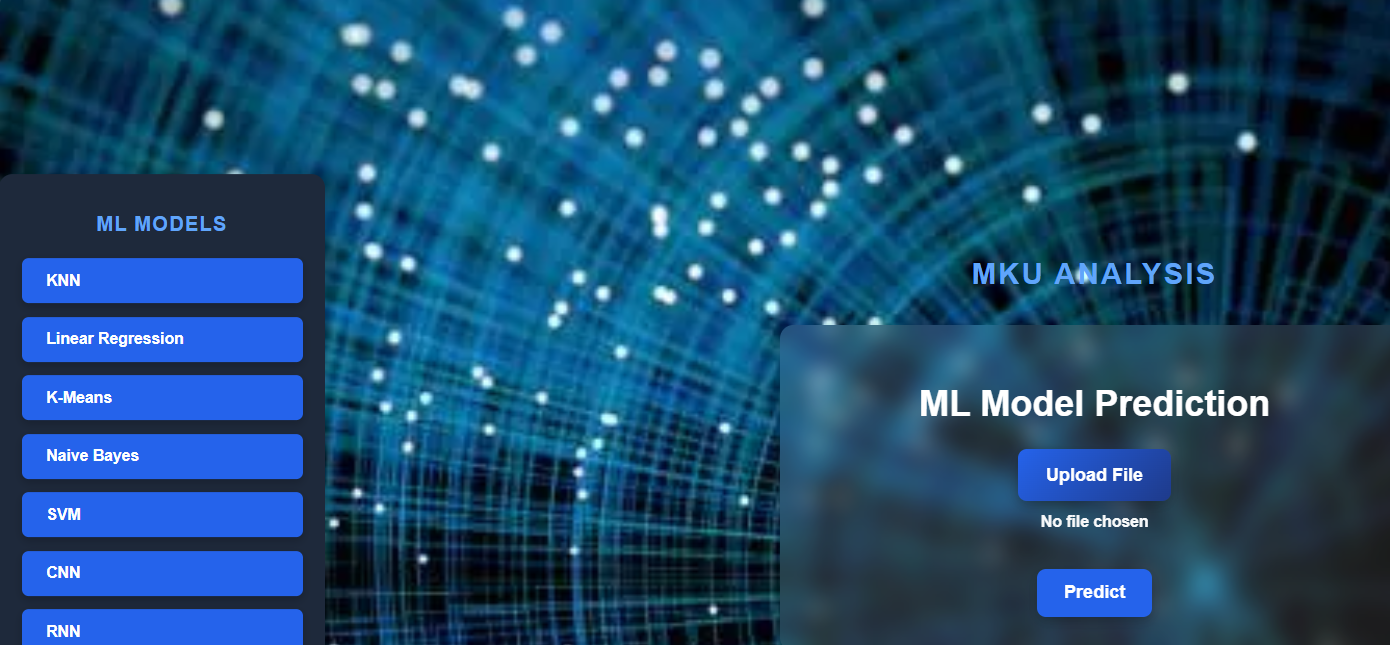 ML MODELS
KNN
Linear Regression
K-Means
Naive Bayes
SVM
CNN
RNN
MKU ANALYSIS
ML Model Prediction
Upload File
No file chosen
Predict